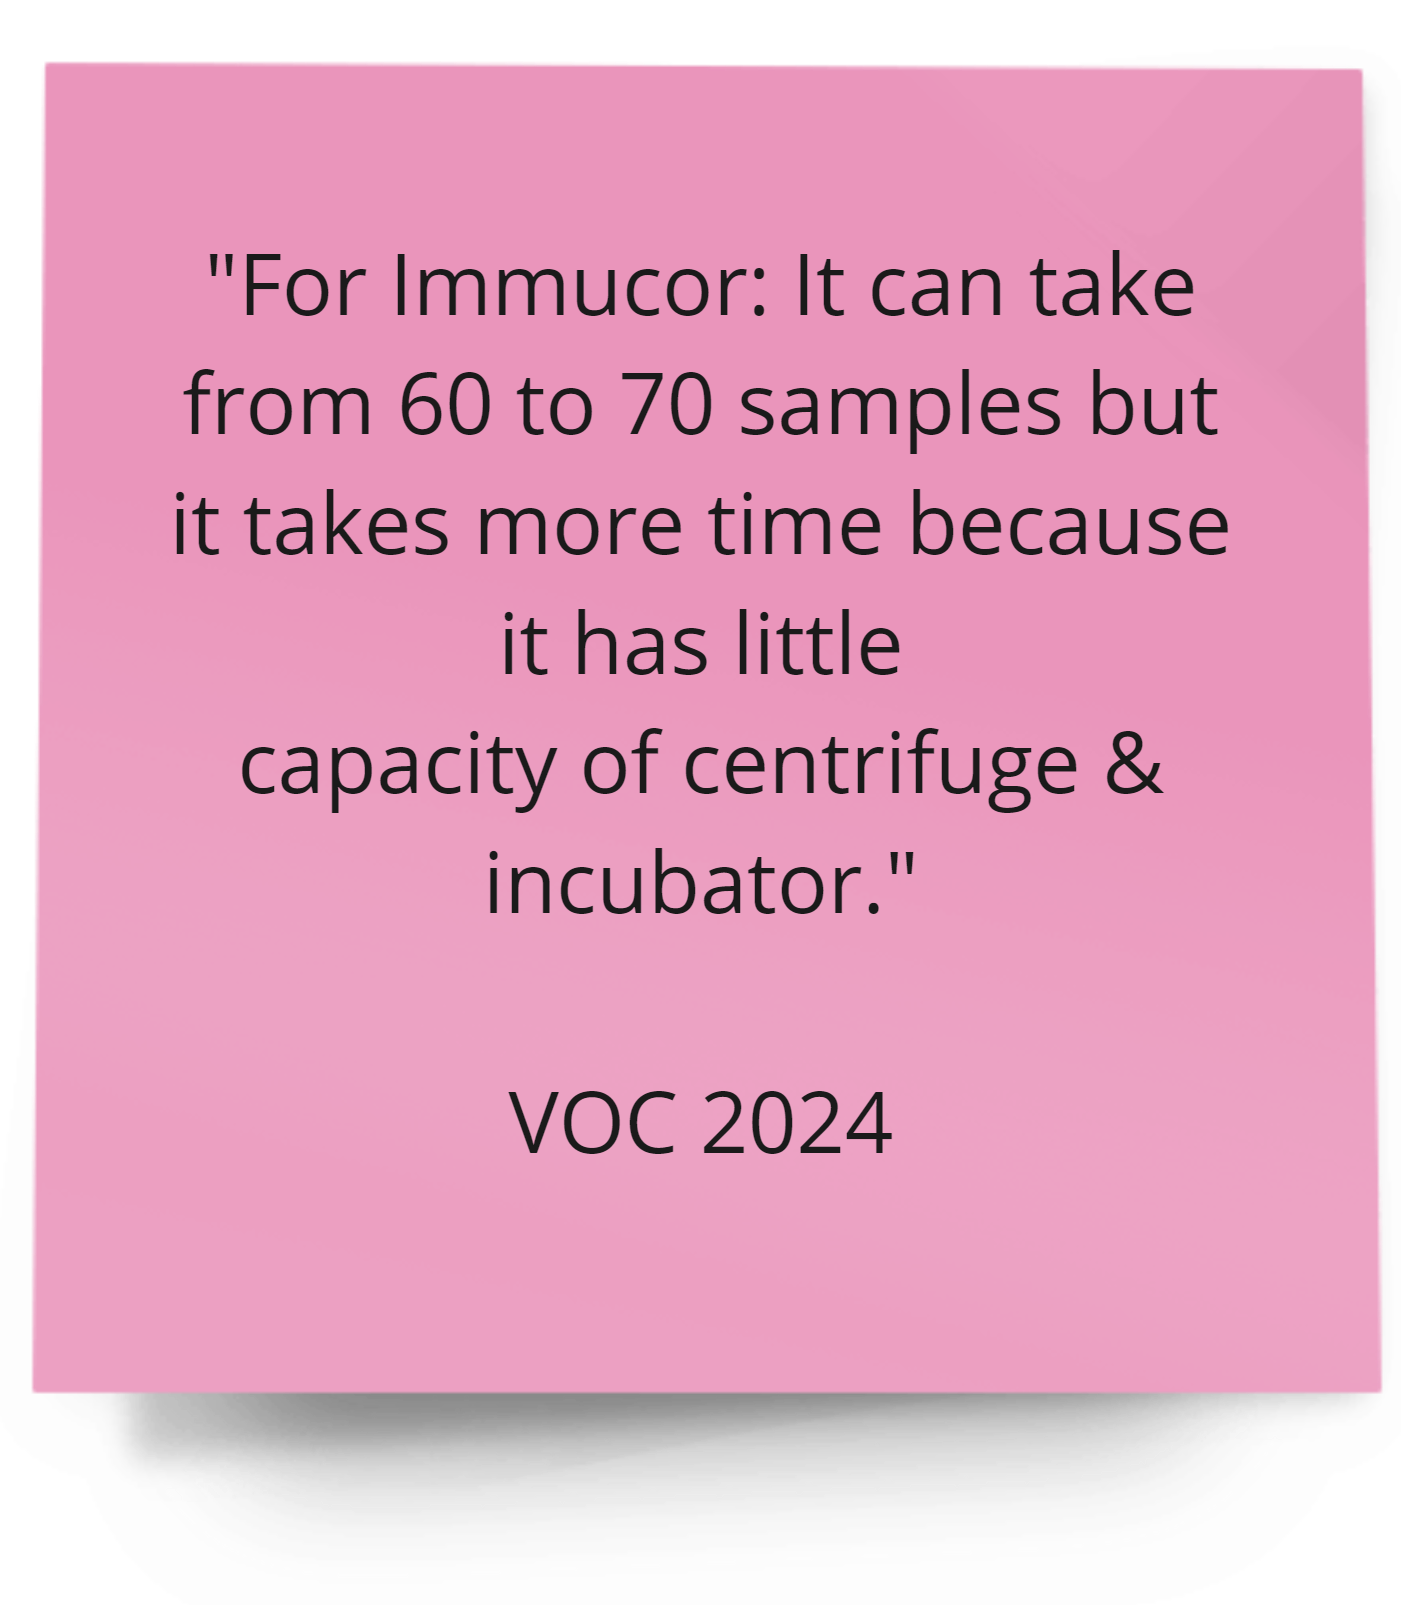 "For Immucor: It can take
from 60 to 70 samples but
it takes more time because
it has little
capacity of centrifuge &
incubator."
VOC 2024